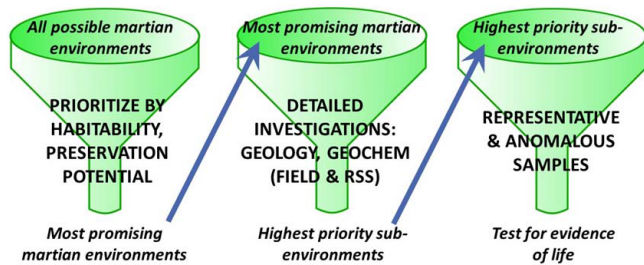 All possible martian
environments
PRIORITIZE BY
HABITABILITY,
PRESERVATION
POTENTIAL
Most promising
martian environments
Most promising martian
environments
DETAILED
INVESTIGATIONS:
GEOLOGY, GEOCHEM
(FIELD & RSS)
Highest priority sub-
environments
Highest priority sub-
environments
REPRESENTATIVE
& ANOMALOUS
SAMPLES
Test for evidence
of life